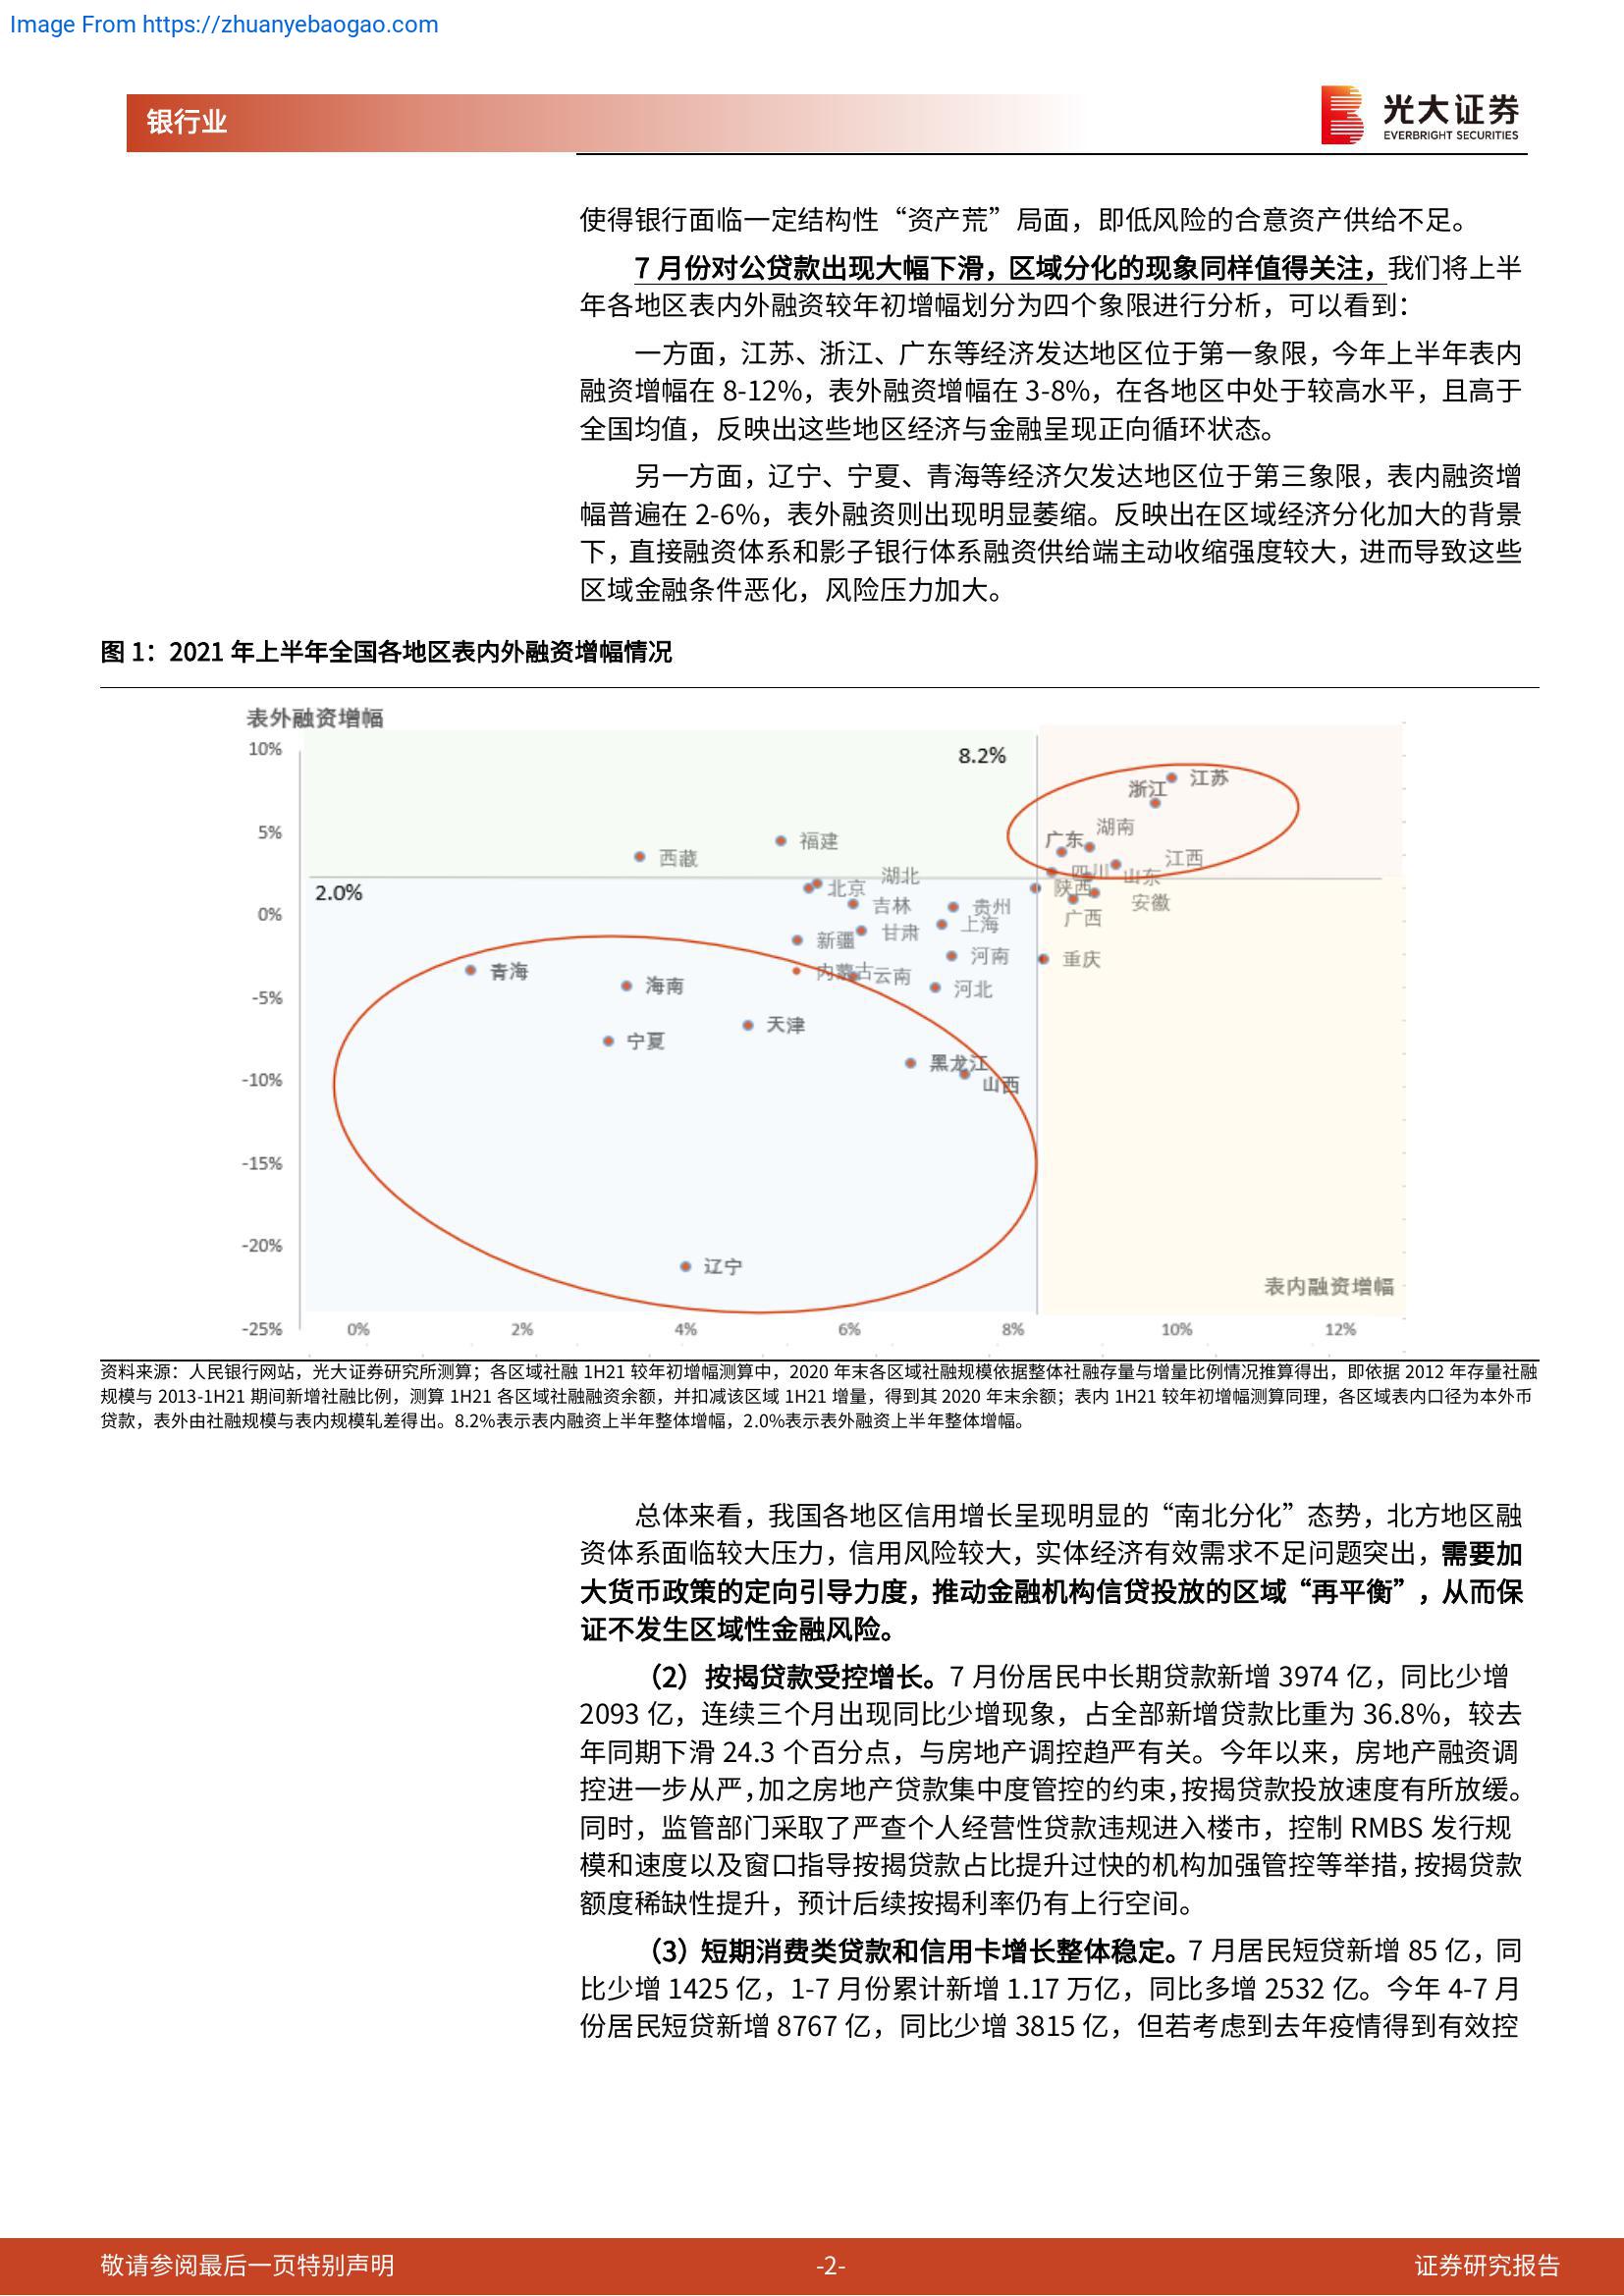 Image From https://zhuanyebaogao.com
银行业
光大证券
EVERBRIGHT SECURITIES
使得银行面临一定结构性“资产荒”局面，即低风险的合意资产供给不足。
7 月份对公贷款出现大幅下滑，区域分化的现象同样值得关注，我们将上半
年各地区表内外融资较年初增幅划分为四个象限进行分析，可以看到：
一方面，江苏、浙江、广东等经济发达地区位于第一象限，今年上半年表内
融资增幅在 8-12%，表外融资增幅在 3-8%，在各地区中处于较高水平，且高于
全国均值，反映出这些地区经济与金融呈现正向循环状态。
另一方面，辽宁、宁夏、青海等经济欠发达地区位于第三象限，表内融资增
幅普遍在 2-6%，表外融资则出现明显萎缩。反映出在区域经济分化加大的背景
下，直接融资体系和影子银行体系融资供给端主动收缩强度较大，进而导致这些
区域金融条件恶化，风险压力加大。
图 1：2021 年上半年全国各地区表内外融资增幅情况
表外融资增幅
10%
8.2%
江苏
浙江
湖南
5%
广东
福建
西藏
江西
四川
山东
湖北
2.0%
北京
陕西
安徽
0%
吉林
贵州
广西
上海
甘肃
新疆
河南
重庆
青海
内蒙古
云南
海南
河北
-5%
天津
宁夏
黑龙江
-10%
山西
-15%
-20%
辽宁
表内融资增幅
-25%
0%
2%
4%
6%
8%
10%
12%
资料来源：人民银行网站，光大证券研究所测算；各区域社融 1H21 较年初增幅测算中，2020 年末各区域社融规模依据整体社融存量与增量比例情况推算得出，即依据 2012 年存量社融
规模与 2013-1H21 期间新增社融比例，测算 1H21 各区域社融融资余额，并扣减该区域 1H21 增量，得到其 2020 年末余额；表内 1H21 较年初增幅测算同理，各区域表内口径为本外币
贷款，表外由社融规模与表内规模轧差得出。8.2%表示表内融资上半年整体增幅，2.0%表示表外融资上半年整体增幅。
总体来看，我国各地区信用增长呈现明显的“南北分化”态势，北方地区融
资体系面临较大压力，信用风险较大，实体经济有效需求不足问题突出，需要加
大货币政策的定向引导力度，推动金融机构信贷投放的区域“再平衡”，从而保
证不发生区域性金融风险。
（2）按揭贷款受控增长。7 月份居民中长期贷款新增 3974 亿，同比少增
2093 亿，连续三个月出现同比少增现象，占全部新增贷款比重为 36.8%，较去
年同期下滑 24.3 个百分点，与房地产调控趋严有关。今年以来，房地产融资调
控进一步从严，加之房地产贷款集中度管控的约束，按揭贷款投放速度有所放缓。
同时，监管部门采取了严查个人经营性贷款违规进入楼市，控制 RMBS 发行规
模和速度以及窗口指导按揭贷款占比提升过快的机构加强管控等举措，按揭贷款
额度稀缺性提升，预计后续按揭利率仍有上行空间。
（3）短期消费类贷款和信用卡增长整体稳定。7 月居民短贷新增 85 亿，同
比少增 1425 亿，1-7 月份累计新增 1.17 万亿，同比多增 2532 亿。今年 4-7 月
份居民短贷新增 8767 亿，同比少增 3815 亿，但若考虑到去年疫情得到有效控
敬请参阅最后一页特别声明
-2-
证券研究报告